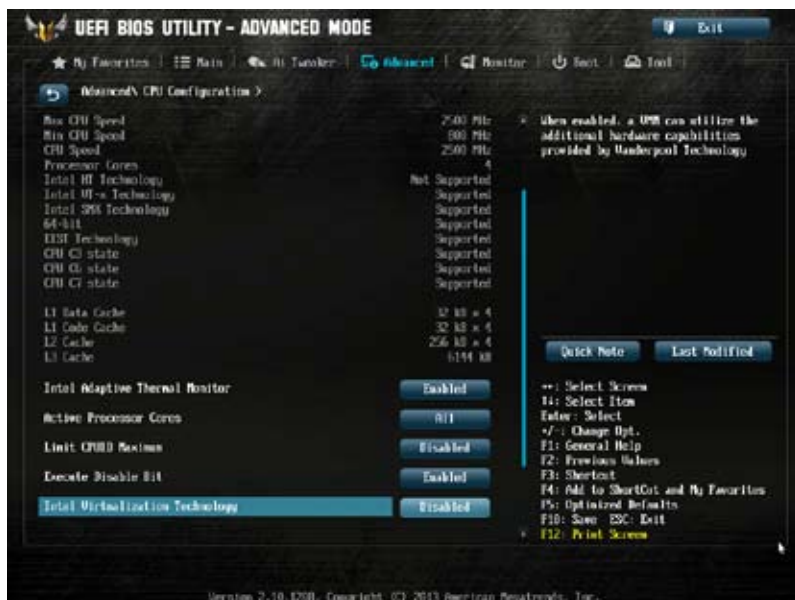 UEFI BIOS UTILITY - ADVANCED MODE
Exit
My Favorites
Main
Ai Tweaker
Advanced
Monitor
Boot
Tool
Advanced\ CPU Configuration >
Max CPU Speed 2500 MHz
Min CPU Speed 800 MHz
CPU Speed 2500 MHz
Processor Cores 4
Intel HT Technology Not Supported
Intel VT-x Technology Supported
Intel SMX Technology Supported
64-bit Supported
EIST Technology Supported
CPU C3 state Supported
CPU C6 state Supported
CPU C7 state Supported
L1 Data Cache 32 kB x 4
L1 Code Cache 32 kB x 4
L2 Cache 256 kB x 4
L3 Cache 6144 kB
Intel Adaptive Thermal Monitor Enabled
Active Processor Cores All
Limit CPUID Maximum Disabled
Execute Disable Bit Enabled
Intel Virtualization Technology Disabled
When enabled, a VMM can utilize the
additional hardware capabilities
provided by Vanderpool Technology
Quick Note
Last Modified
→←: Select Screen
↑↓: Select Item
Enter: Select
+/-: Change Opt.
F1: General Help
F2: Previous Values
F3: Shortcut
F4: Add to ShortCut and My Favorites
F5: Optimized Defaults
F10: Save ESC: Exit
F12: Print Screen
Version 2.10.1208. Copyright (C) 2013 American Megatrends, Inc.